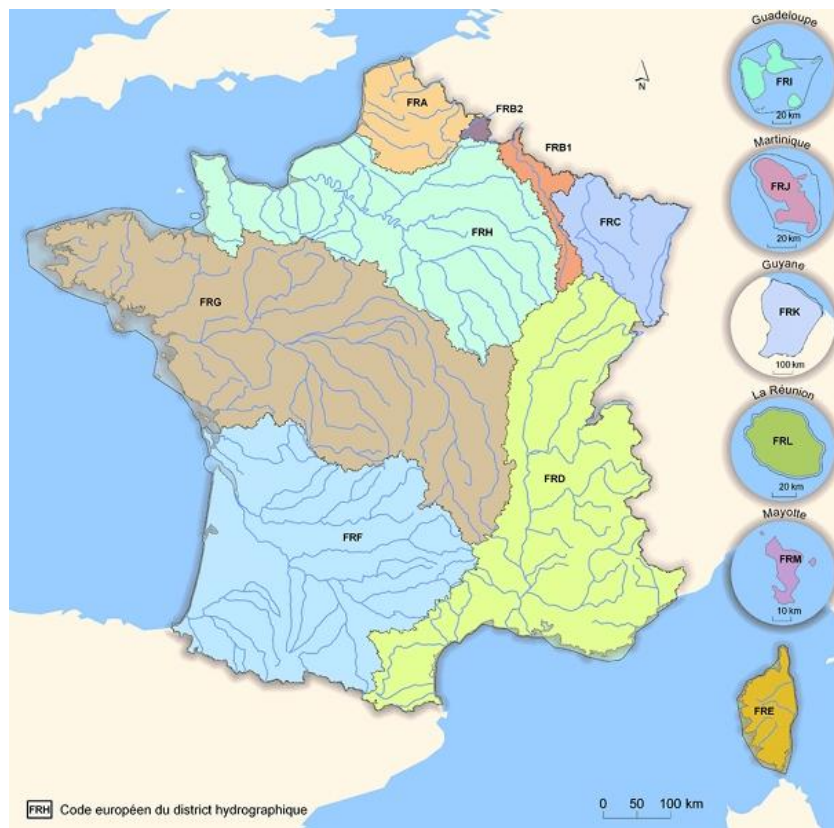 Guadeloupe
FRI
20 km
Martinique
FRJ
20 km
Guyane
FRK
100 km
La Réunion
FRL
20 km
Mayotte
FRM
10 km
FRE
N
FRA
FRB2
FRB1
FRC
FRH
FRG
FRD
FRF
FRH Code européen du district hydrographique
0 50 100 km